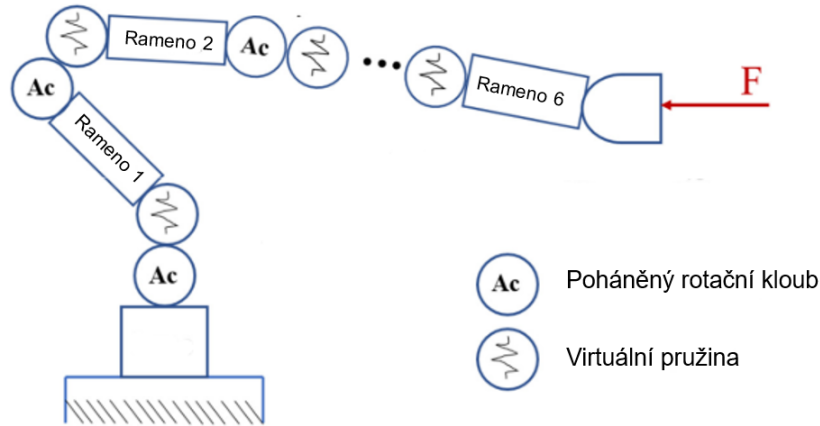 Rameno 2
Ac
Ac
Rameno 1
Rameno 6
F
Ac
Ac
Poháněný rotační kloub
Virtuální pružina